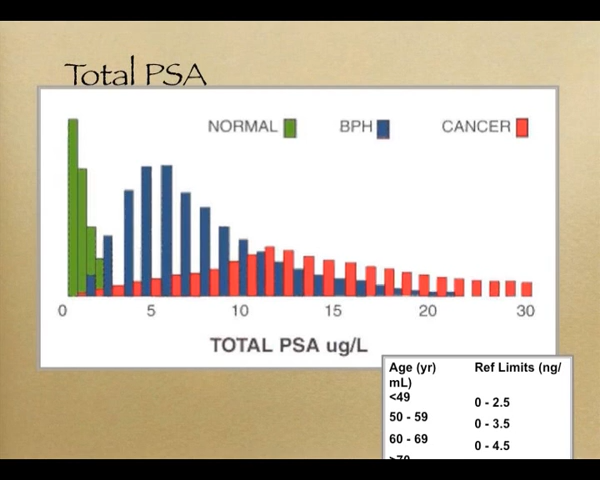 Total PSA
NORMAL BPH CANCER
0 5 10 15 20 30
TOTAL PSA ug/L
Age (yr) Ref Limits (ng/
mL)
<49 0 - 2.5
50 - 59 0 - 3.5
60 - 69 0 - 4.5